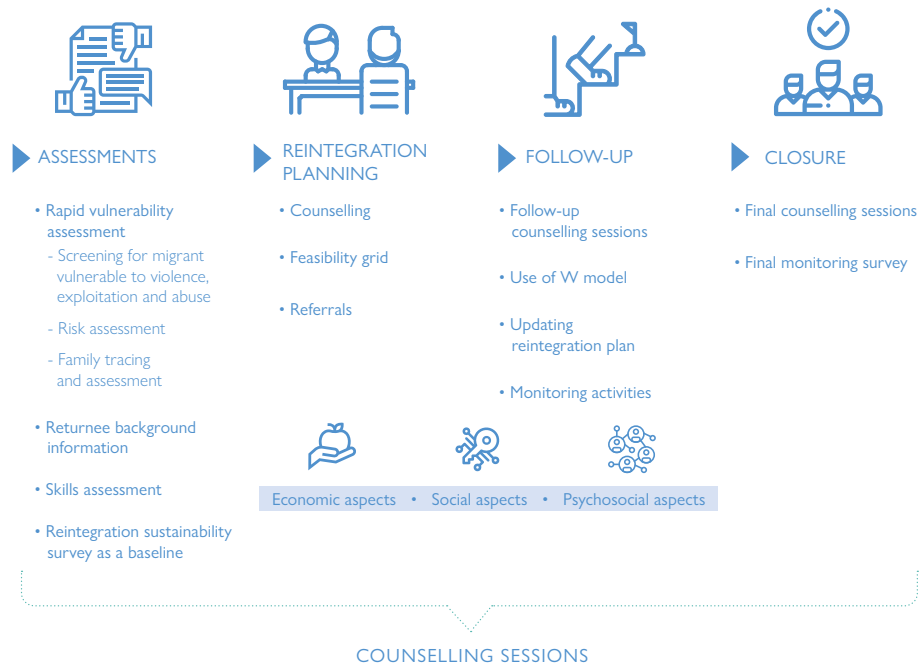 ASSESSMENTS
• Rapid vulnerability
assessment
- Screening for migrant
vulnerable to violence,
exploitation and abuse
- Risk assessment
- Family tracing
and assessment
• Returnee background
information
• Skills assessment
• Reintegration sustainability
survey as a baseline
REINTEGRATION
PLANNING
• Counselling
• Feasibility grid
• Referrals
FOLLOW-UP
• Follow-up
counselling sessions
• Use of W model
• Updating
reintegration plan
• Monitoring activities
CLOSURE
• Final counselling sessions
• Final monitoring survey
Economic aspects • Social aspects • Psychosocial aspects
COUNSELLING SESSIONS